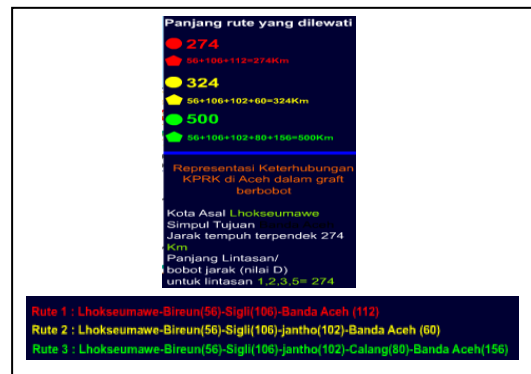 Panjang rute yang dilewati
274
56+106+112=274Km
324
56+106+102+60=324Km
500
56+106+102+80+156=500Km
Representasi Keterhubungan
KPRK di Aceh dalam graft
berbobot
Kota Asal Lhokseumawe
Simpul Tujuan
Jarak tempuh terpendek 274
Km
Panjang Lintasan/
bobot jarak (nilai D)
untuk lintasan 1,2,3,5= 274
Rute 1 : Lhokseumawe-Bireun(56)-Sigli(106)-Banda Aceh (112)
Rute 2 : Lhokseumawe-Bireun(56)-Sigli(106)-jantho(102)-Banda Aceh (60)
Rute 3 : Lhokseumawe-Bireun(56)-Sigli(106)-jantho(102)-Calang(80)-Banda Aceh(156)